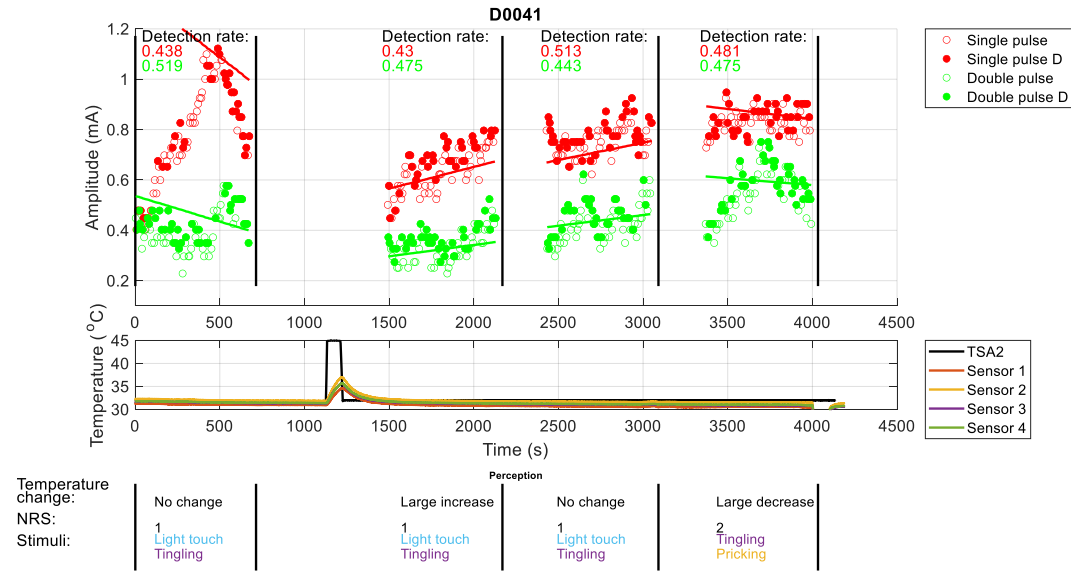 D0041
Detection rate: Detection rate: Detection rate: Detection rate:
0.438 0.43 0.513 0.481
0.519 0.475 0.443 0.475
Amplitude (mA)
1.2
1
0.8
0.6
0.4
0.2
0 500 1000 1500 2000 2500 3000 3500 4000 4500
Single pulse
Single pulse D
Double pulse
Double pulse D
Temperature (°C)
45
40
35
30
0 500 1000 1500 2000 2500 3000 3500 4000 4500
Time (s)
TSA2
Sensor 1
Sensor 2
Sensor 3
Sensor 4
Perception
Temperature
change:
No change Large increase No change Large decrease
NRS:
1 1 1 2
Stimuli:
Light touch Light touch Light touch Tingling
Tingling Tingling Tingling Pricking